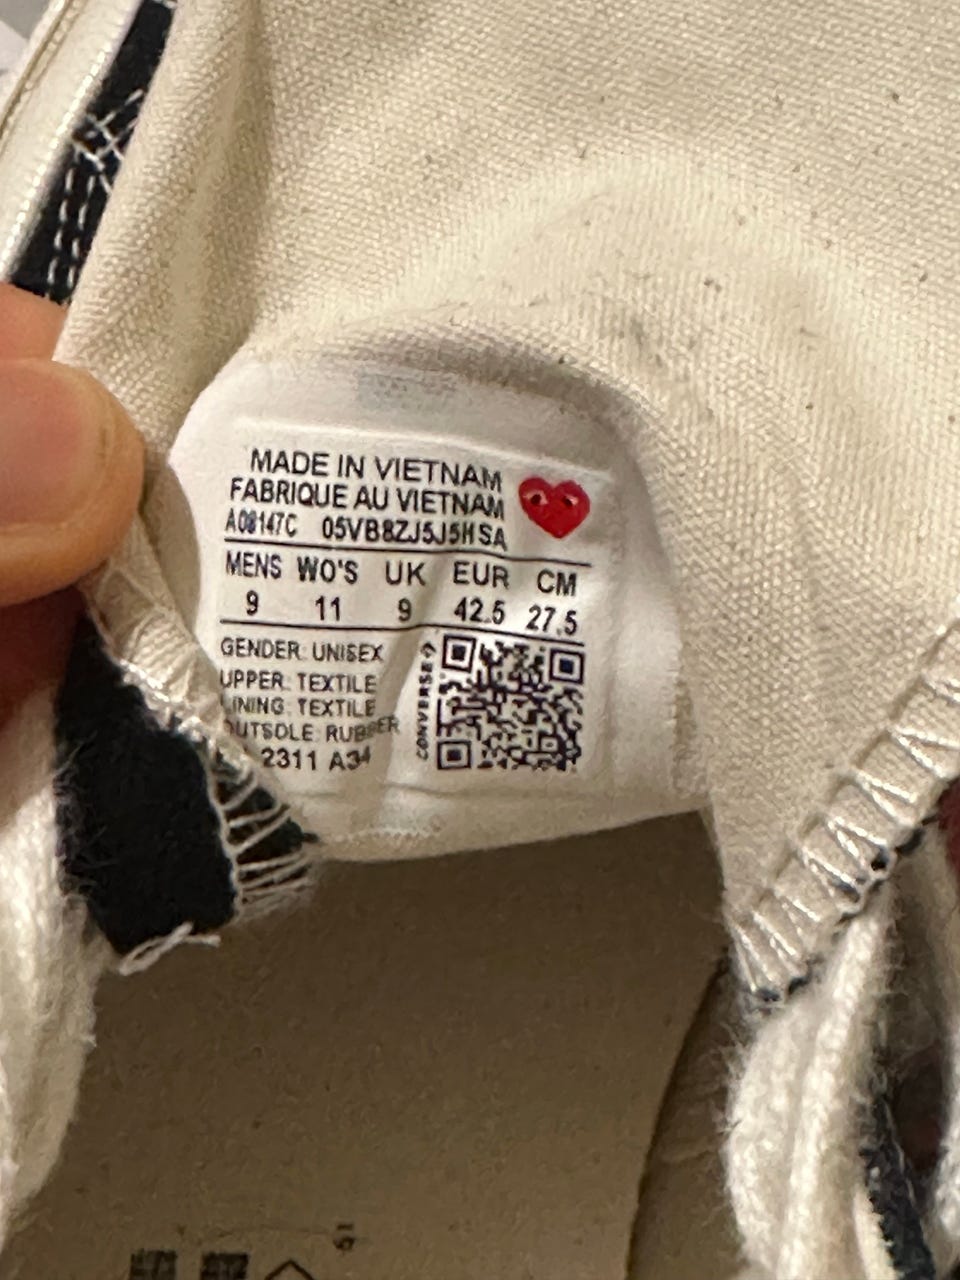 MADE IN VIETNAM
FABRIQUE AU VIETNAM
A08147C 05VB8ZJ5J5H SA
MENS WO'S UK EUR CM
9 11 9 42.5 27.5
GENDER: UNISEX
UPPER: TEXTILE
LINING: TEXTILE
OUTSOLE: RUBBER
2311 A34
CONVERSE